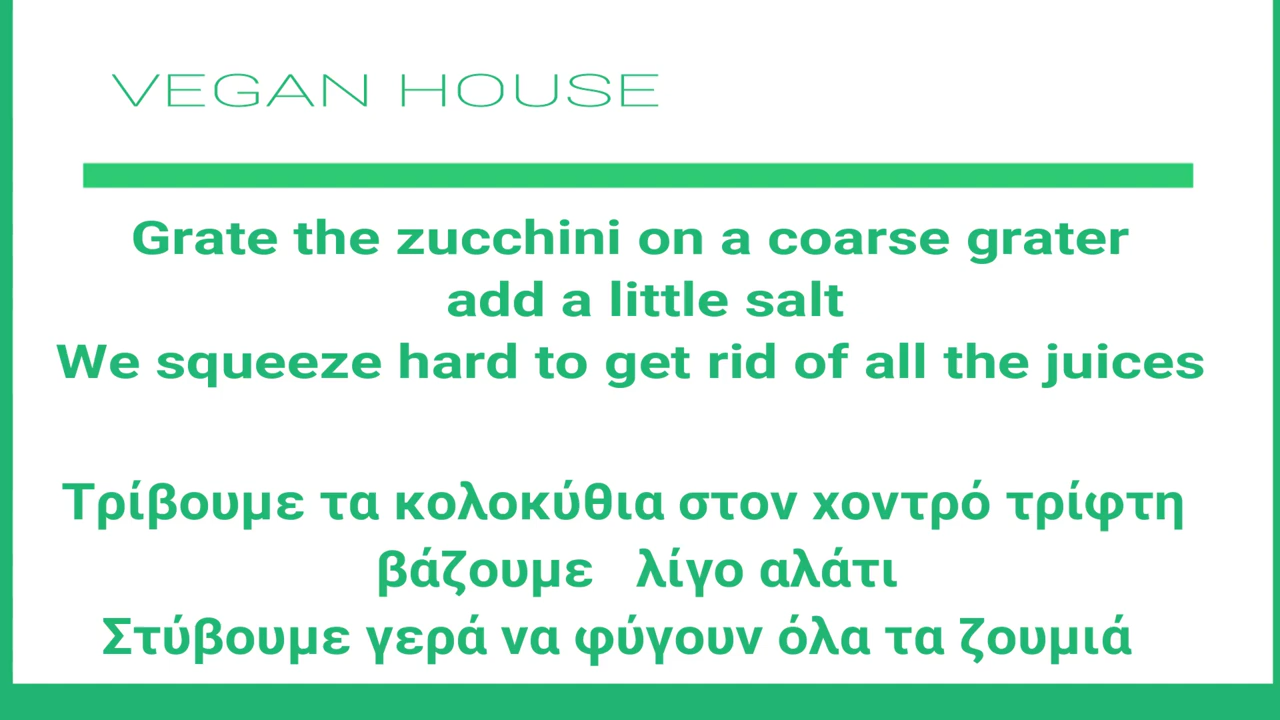 VEGAN HOUSE
Grate the zucchini on a coarse grater
add a little salt
We squeeze hard to get rid of all the juices
Τρίβουμε τα κολοκύθια στον χοντρό τρίφτη
βάζουμε λίγο αλάτι
Στύβουμε γερά να φύγουν όλα τα ζουμιά